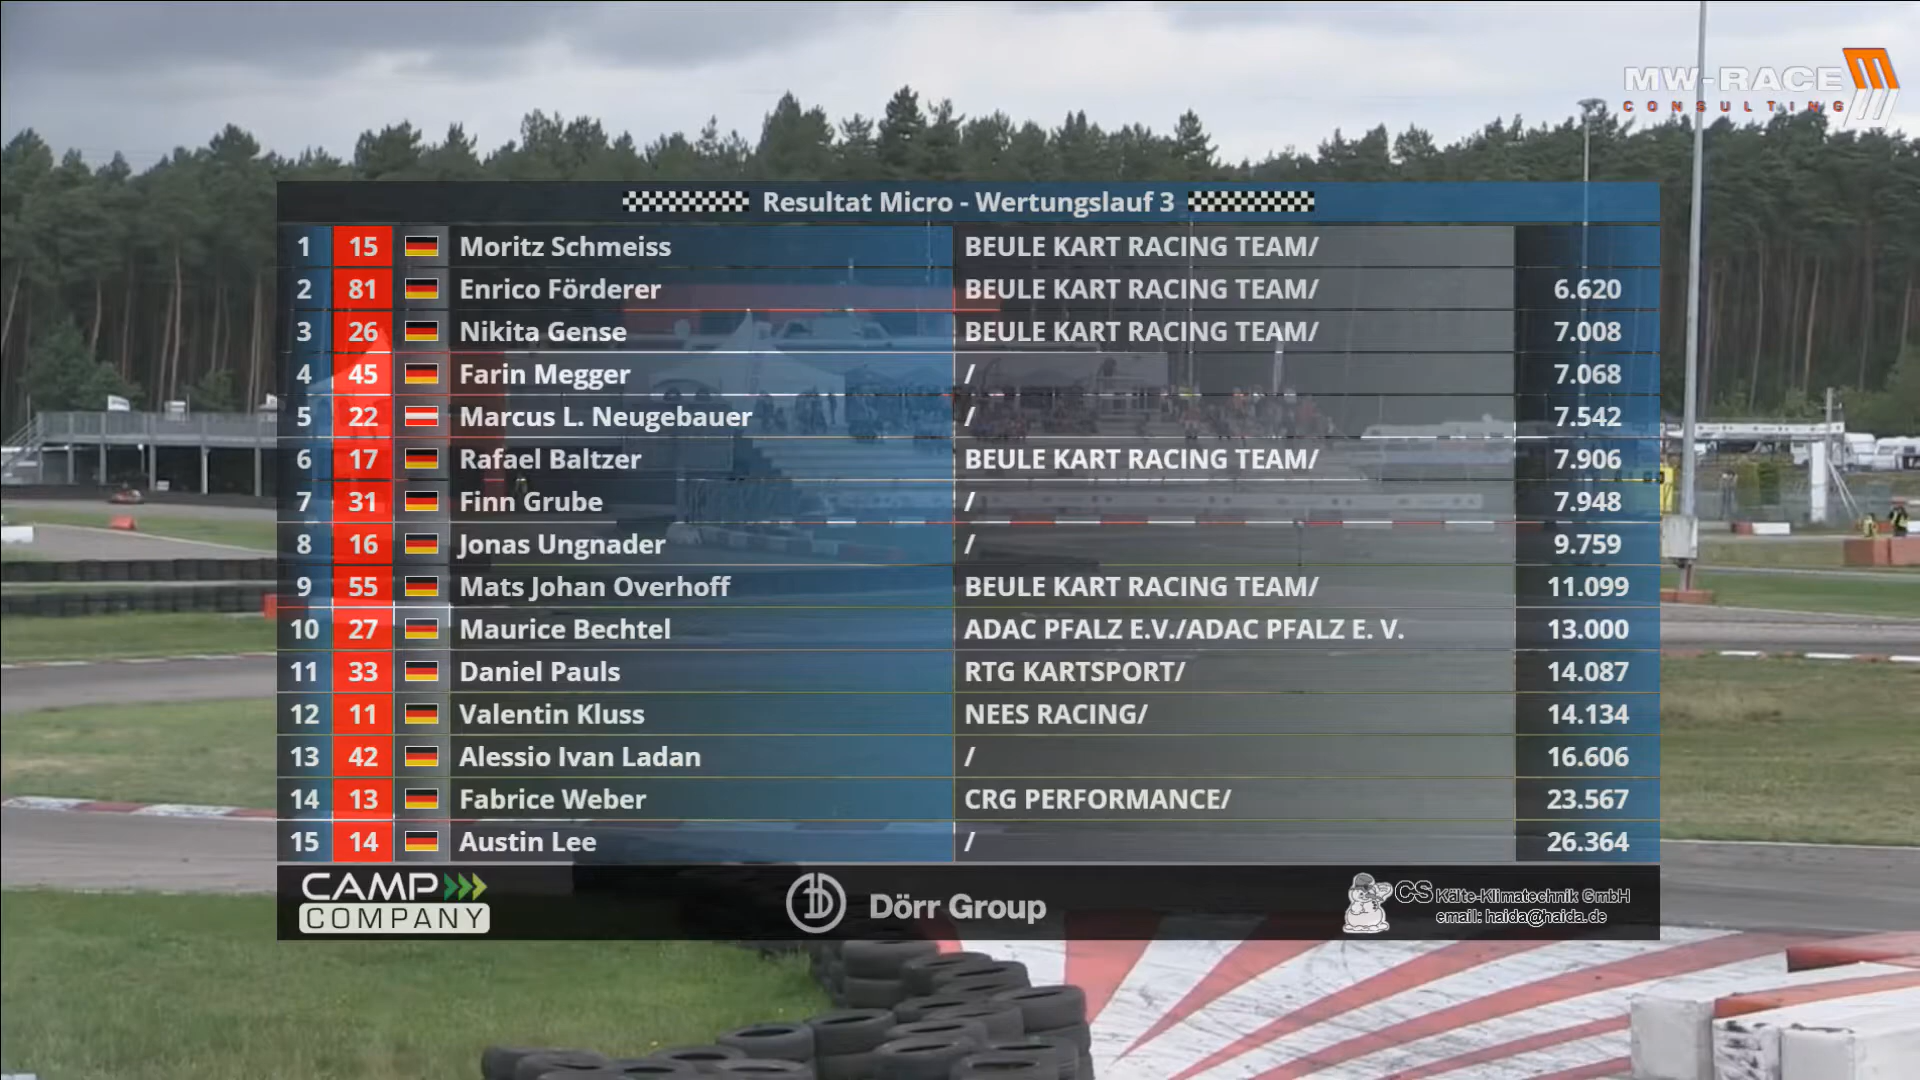 MW-RACE
CONSULTING
Resultat Micro - Wertungslauf 3
1 15 Moritz Schmeiss BEULE KART RACING TEAM/
2 81 Enrico Förderer BEULE KART RACING TEAM/ 6.620
3 26 Nikita Gense BEULE KART RACING TEAM/ 7.008
4 45 Farin Megger / 7.068
5 22 Marcus L. Neugebauer / 7.542
6 17 Rafael Baltzer BEULE KART RACING TEAM/ 7.906
7 31 Finn Grube / 7.948
8 16 Jonas Ungnader / 9.759
9 55 Mats Johan Overhoff BEULE KART RACING TEAM/ 11.099
10 27 Maurice Bechtel ADAC PFALZ E.V./ADAC PFALZ E. V. 13.000
11 33 Daniel Pauls RTG KARTSPORT/ 14.087
12 11 Valentin Kluss NEES RACING/ 14.134
13 42 Alessio Ivan Ladan / 16.606
14 13 Fabrice Weber CRG PERFORMANCE/ 23.567
15 14 Austin Lee / 26.364
CAMP
COMPANY
Dörr Group
CS Kälte-Klimatechnik GmbH
email: haida@haida.de